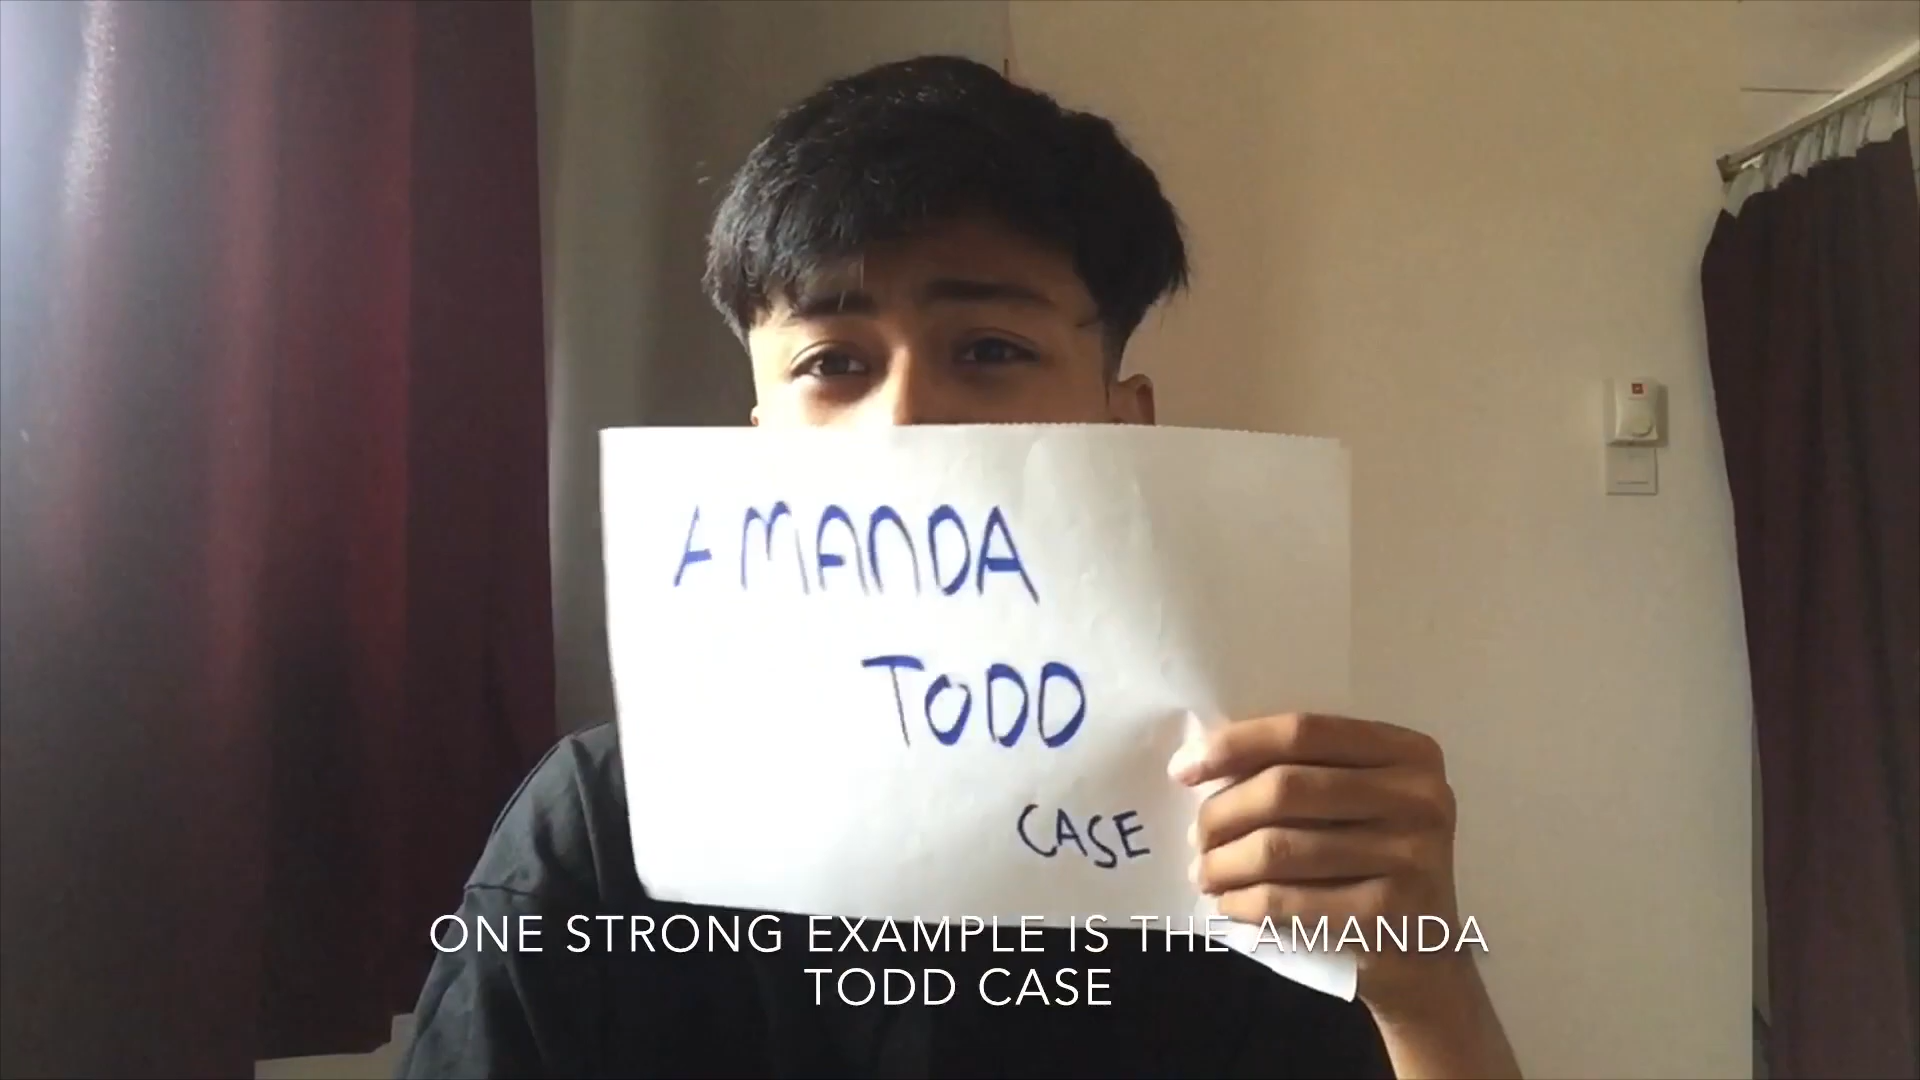 AMANDA
TODD
CASE
ONE STRONG EXAMPLE IS THE AMANDA
TODD CASE